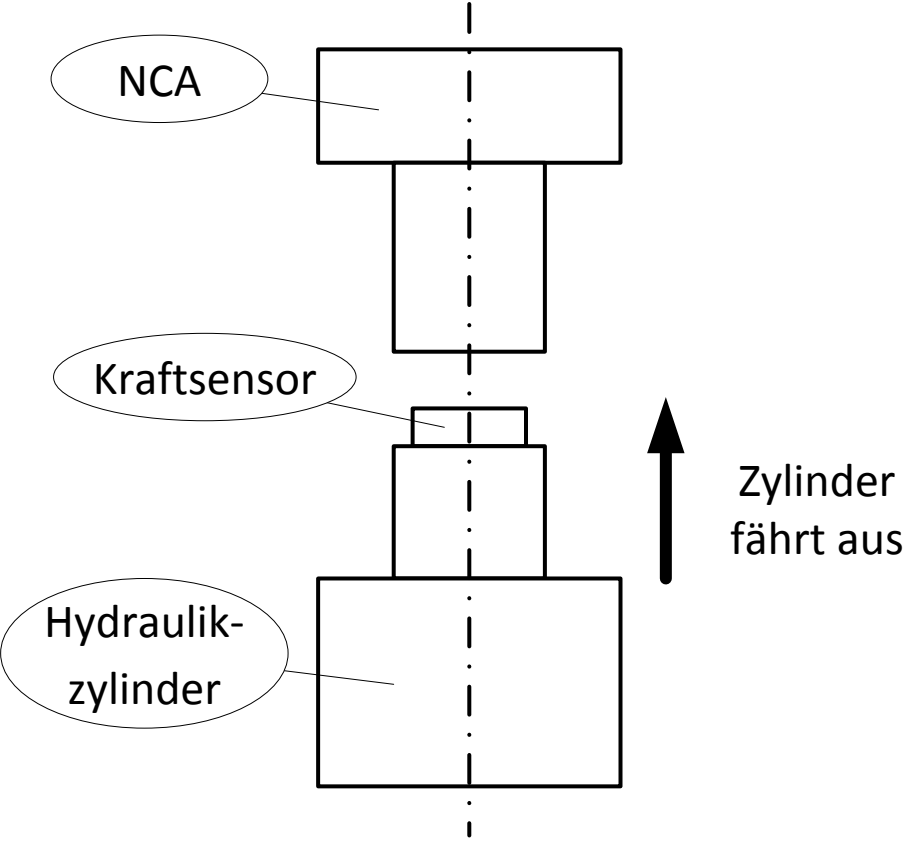 NCA
Kraftsensor
Zylinder
fährt aus
Hydraulik-
zylinder